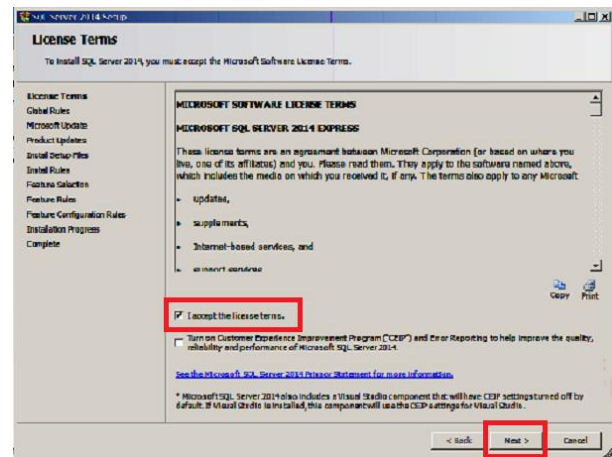 SQL Server 2014 Setup
License Terms
To install SQL Server 2014, you must accept the Microsoft Software License Terms.
License Terms
Global Rules
Microsoft Update
Product Updates
Install Setup Files
Install Rules
Feature Selection
Feature Rules
Feature Configuration Rules
Installation Progress
Complete
MICROSOFT SOFTWARE LICENSE TERMS
MICROSOFT SQL SERVER 2014 EXPRESS
These license terms are an agreement between Microsoft Corporation (or based on where you
live, one of its affiliates) and you. Please read them. They apply to the software named above,
which includes the media on which you received it, if any. The terms also apply to any Microsoft
• updates,
• supplements,
• Internet-based services, and
• support services
Copy Print
I accept the license terms.
Turn on Customer Experience Improvement Program ("CEIP") and Error Reporting to help improve the quality,
reliability and performance of Microsoft SQL Server 2014.
See the Microsoft SQL Server 2014 Privacy Statement for more information.
* Microsoft SQL Server 2014 also includes a Visual Studio component that will have CEIP settings turned off by
default. If Visual Studio is installed, this component will use the CEIP settings for Visual Studio.
< Back Next > Cancel